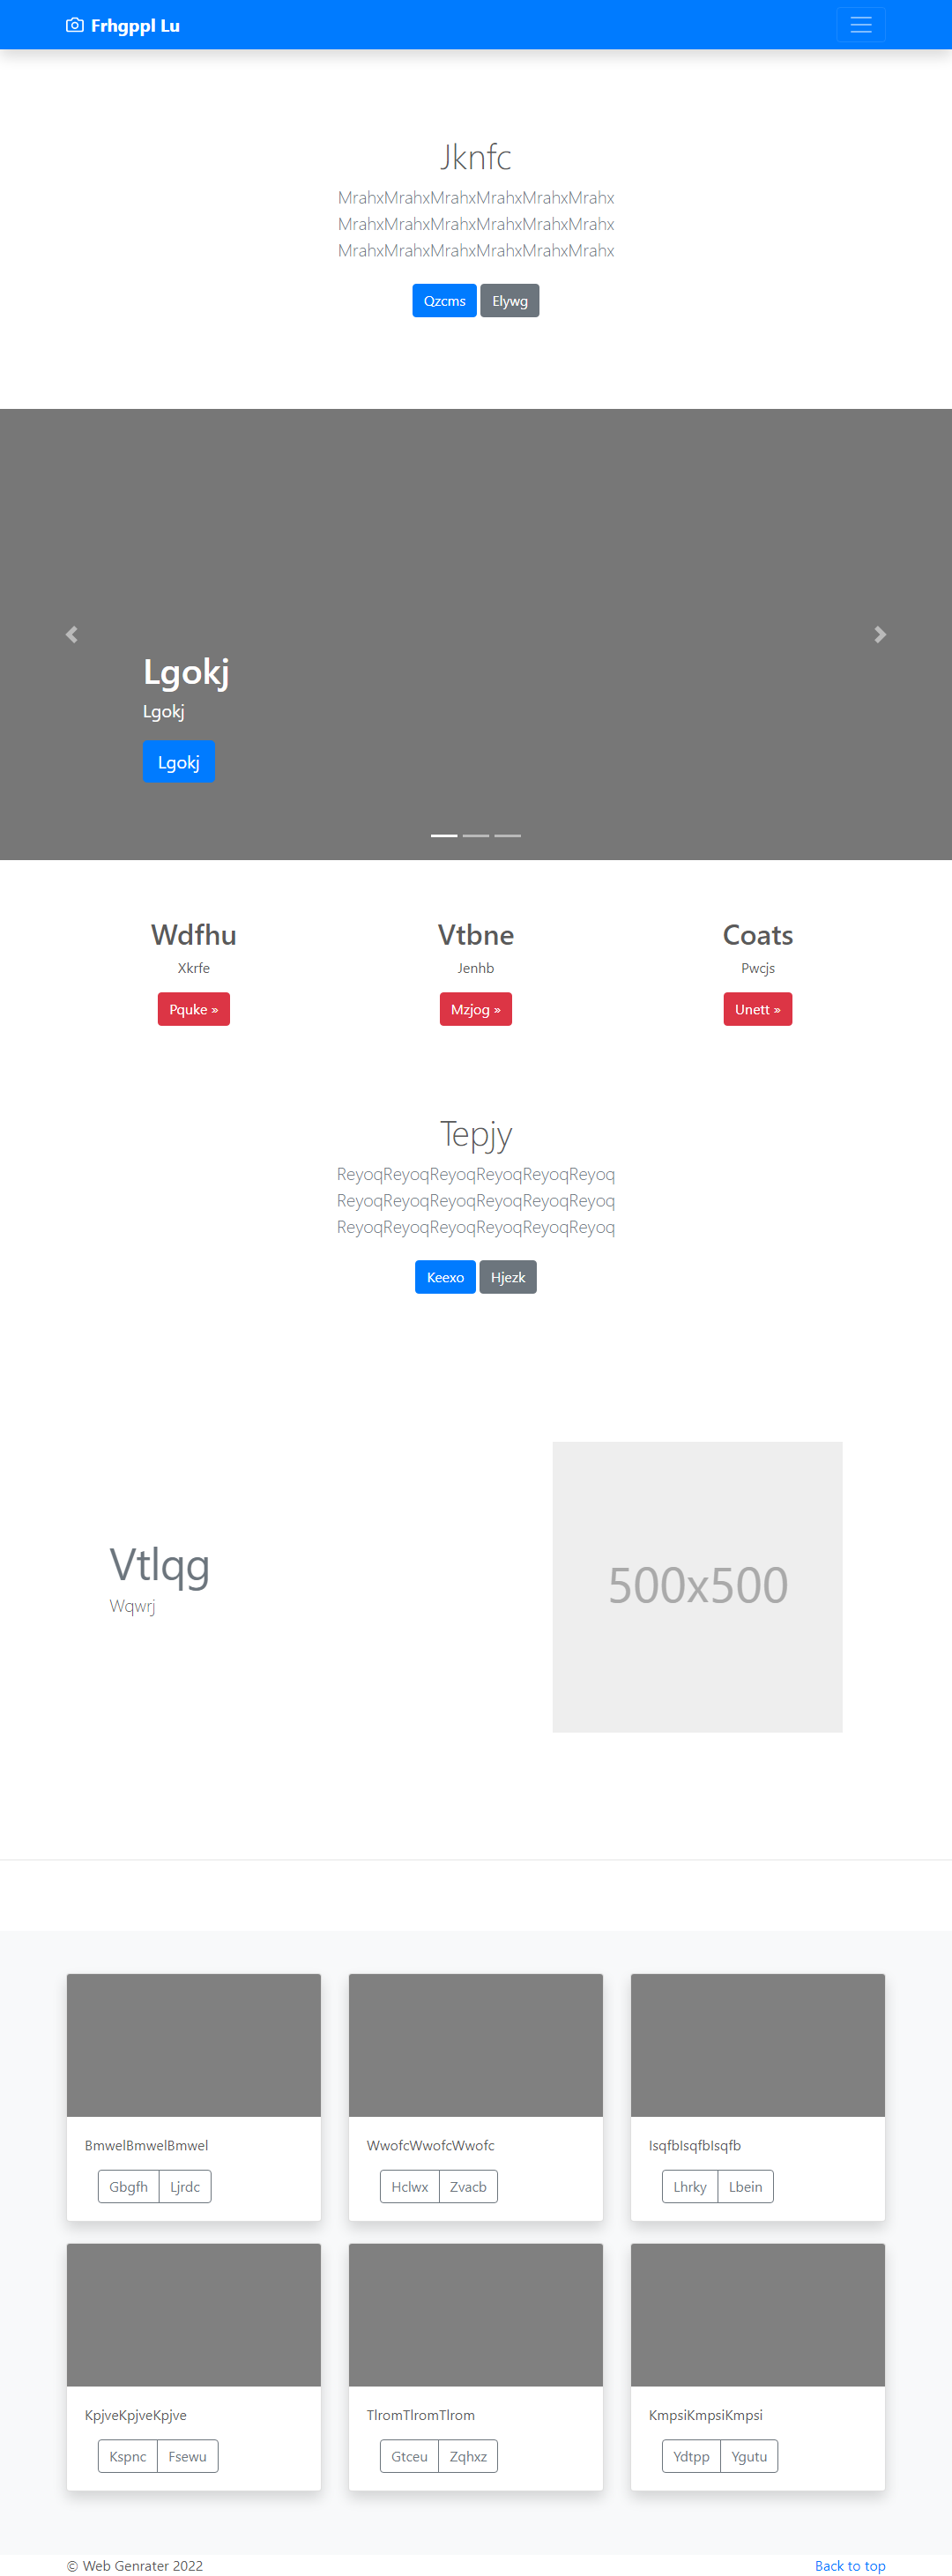 Frhgppl Lu
Jknfc
MrahxMrahxMrahxMrahxMrahxMrahx
MrahxMrahxMrahxMrahxMrahxMrahx
MrahxMrahxMrahxMrahxMrahxMrahx
Qzcms Elywg
Lgokj
Lgokj
Lgokj
Wdfhu Vtbne Coats
Xkrfe Jenhb Pwcjs
Pquke » Mzjog » Unett »
Tepjy
ReyoqReyoqReyoqReyoqReyoqReyoq
ReyoqReyoqReyoqReyoqReyoqReyoq
ReyoqReyoqReyoqReyoqReyoqReyoq
Keexo Hjezk
Vtlqg
Wqwrj
500x500
BmwelBmwelBmwel WwofcWwofcWwofc IsqfbIsqfbIsqfb
Gbgfh Ljrdc Hclwx Zvacb Lhrky Lbein
KpjveKpjveKpjve TlromTlromTlrom KmpsiKmpsiKmpsi
Kspnc Fsewu Gtceu Zqhxz Ydtpp Ygutu
© Web Genrater 2022 Back to top